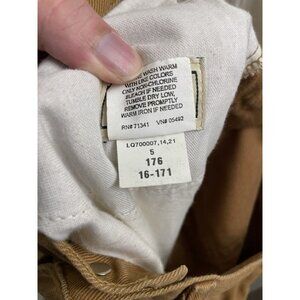 WASH WARM
WITH LIKE COLORS
ONLY NON-CHLORINE
BLEACH IF NEEDED
TUMBLE DRY LOW,
REMOVE PROMPTLY
WARM IRON IF NEEDED
RN# 71341 VN# 05492
LQ700007,14,21
5
176
16-171